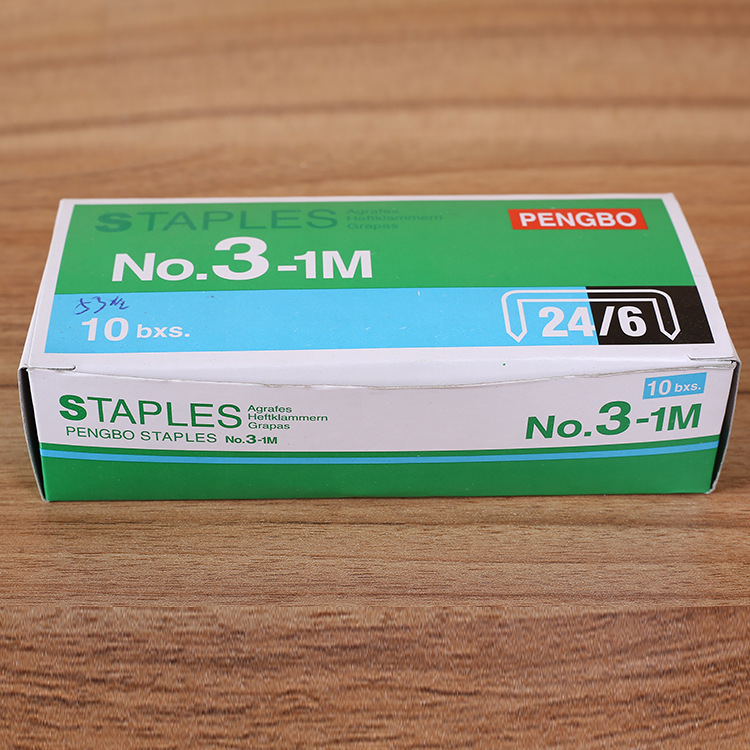 STAPLES
Agrafes
Heftklammern
Grapas
PENGBO
No.3-1M
10 bxs.
24/6
STAPLES
Agrafes
Heftklammern
Grapas
PENGBO STAPLES No.3-1M
10 bxs.
No.3-1M